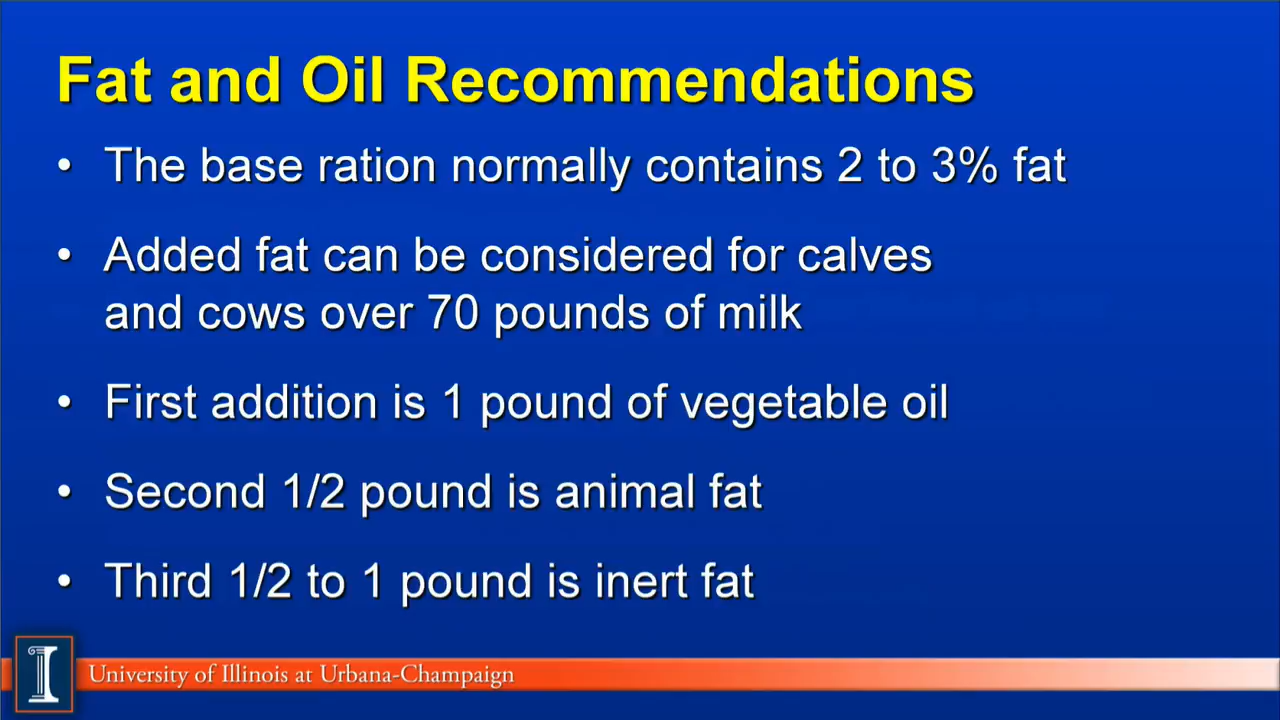 Fat and Oil Recommendations
• The base ration normally contains 2 to 3% fat
• Added fat can be considered for calves
and cows over 70 pounds of milk
• First addition is 1 pound of vegetable oil
• Second 1/2 pound is animal fat
• Third 1/2 to 1 pound is inert fat
I
University of Illinois at Urbana-Champaign